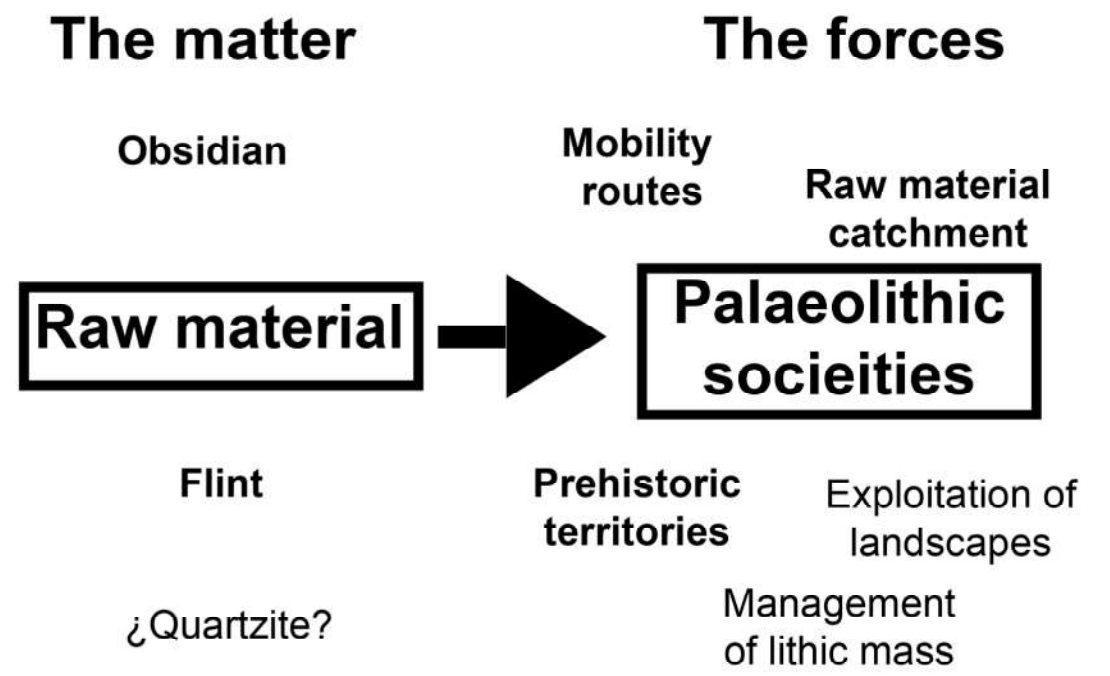 The matter
The forces
Obsidian
Mobility
routes
Raw material
catchment
Raw material
Palaeolithic
socieities
Flint
Prehistoric
territories
Exploitation of
landscapes
¿Quartzite?
Management
of lithic mass